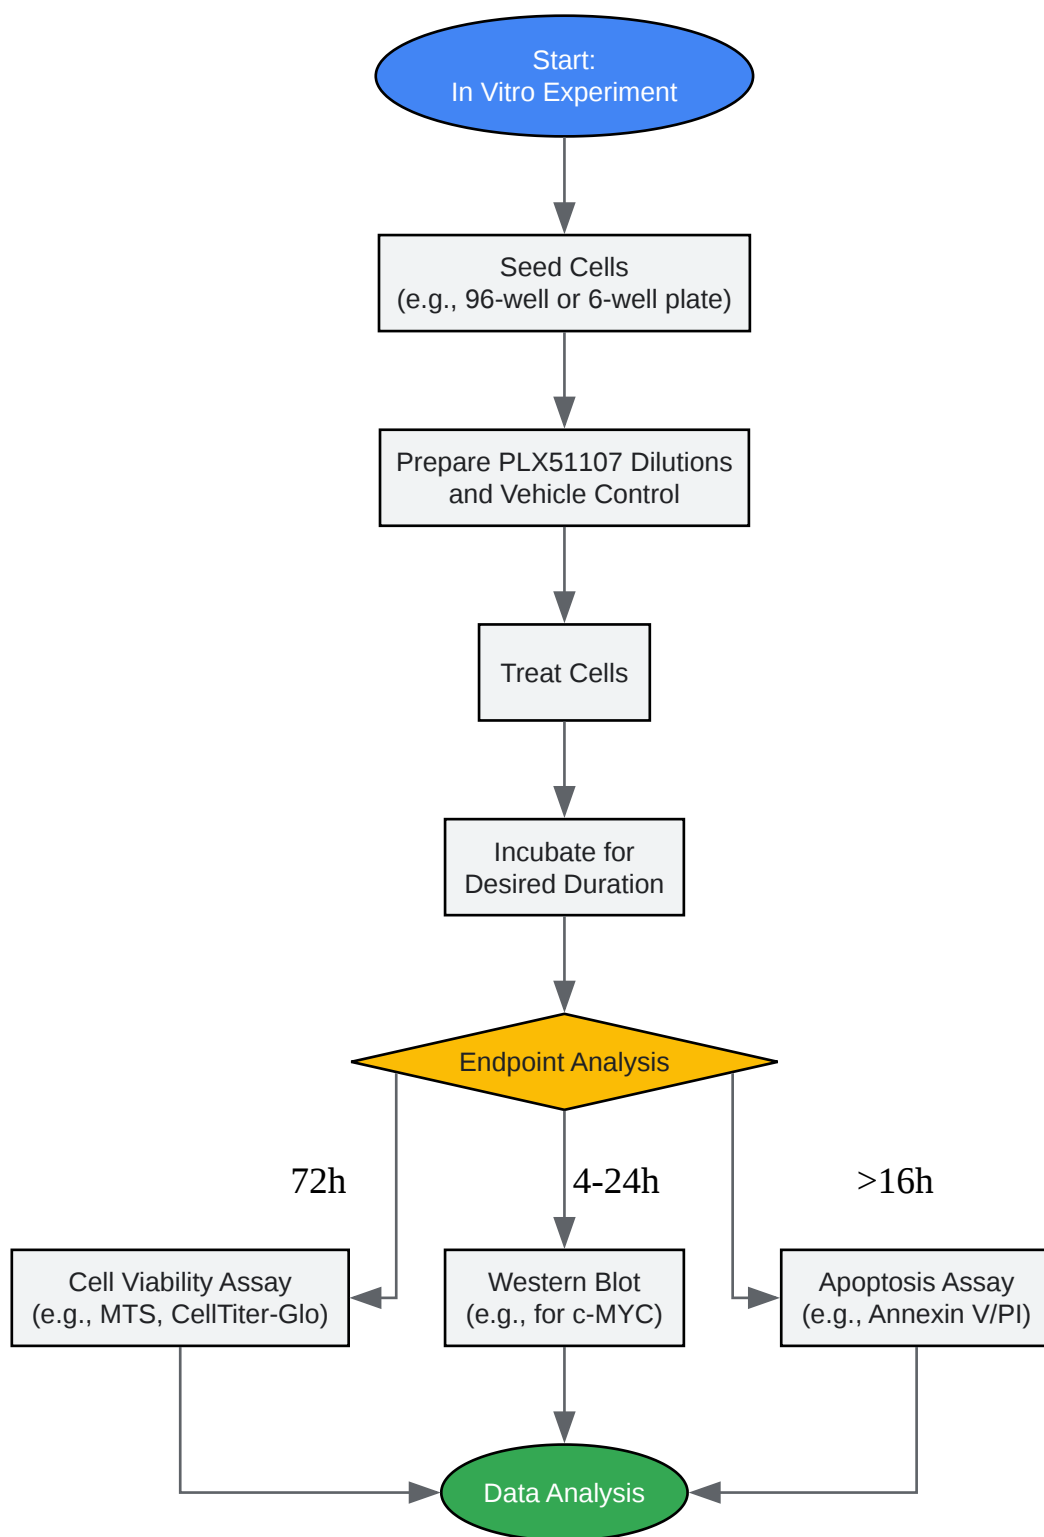 Start:
In Vitro Experiment
Seed Cells
(e.g., 96-well or 6-well plate)
Prepare PLX51107 Dilutions
and Vehicle Control
Treat Cells
Incubate for
Desired Duration
Endpoint Analysis
72h
4-24h
>16h
Cell Viability Assay
(e.g., MTS, CellTiter-Glo)
Western Blot
(e.g., for c-MYC)
Apoptosis Assay
(e.g., Annexin V/PI)
Data Analysis